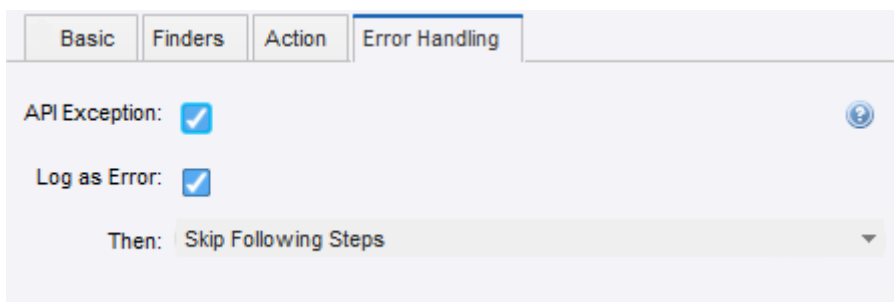 Basic Finders Action Error Handling
API Exception:
Log as Error:
Then: Skip Following Steps